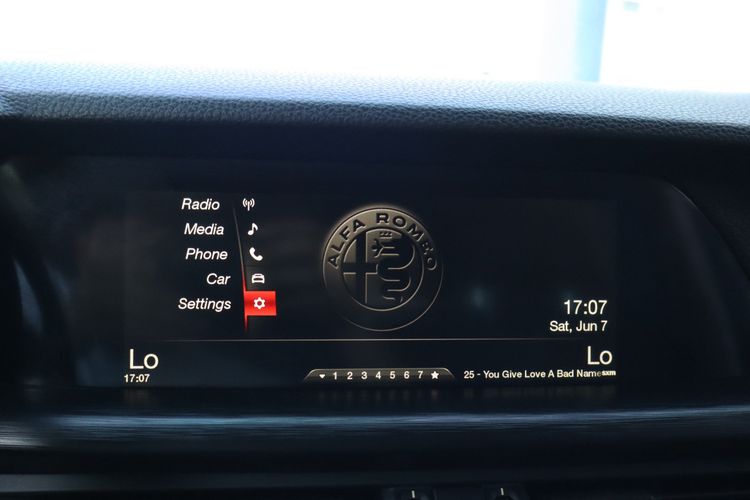 Radio
Media
Phone
Car
Settings
ALFA ROMEO
17:07
Sat, Jun 7
Lo
17:07
1 2 3 4 5 6 7
Lo
25 - You Give Love A Bad Name
sxm